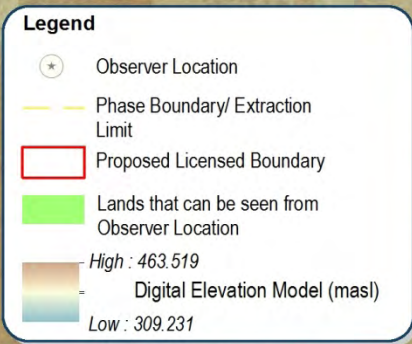 Legend
Observer Location
Phase Boundary/ Extraction
Limit
Proposed Licensed Boundary
Lands that can be seen from
Observer Location
High : 463.519
Digital Elevation Model (masl)
Low : 309.231